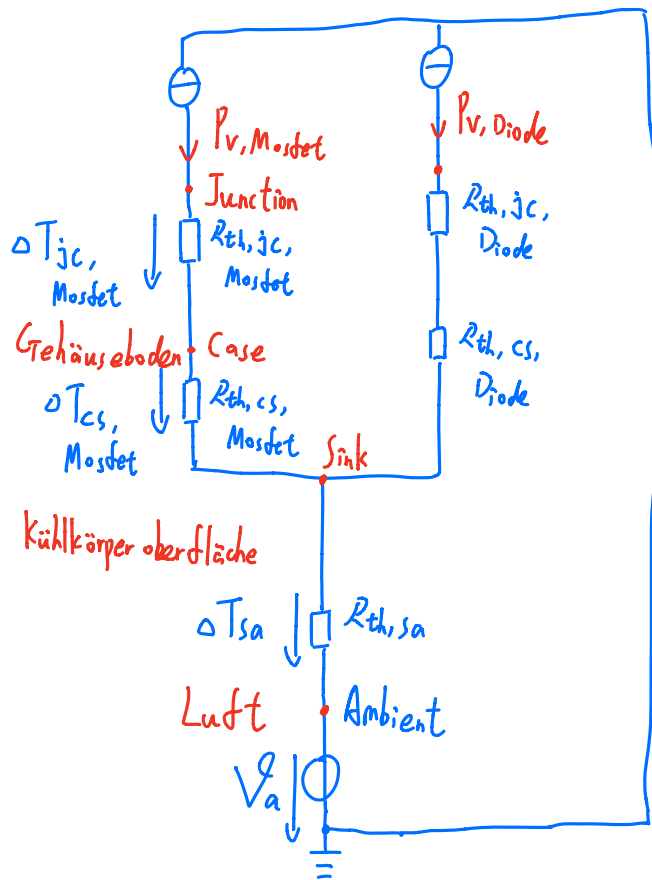 Pv, Mosfet
Pv, Diode
Junction
Rth, jc,
Mosfet
Rth, jc,
Diode
ΔTjc,
Mosfet
Gehäuseboden
Case
Rth, cs,
Diode
ΔTcs,
Mosfet
Rth, cs,
Mosfet
Sink
Kühlkörperoberfläche
ΔTsa
Rth, sa
Luft
Ambient
ϑa